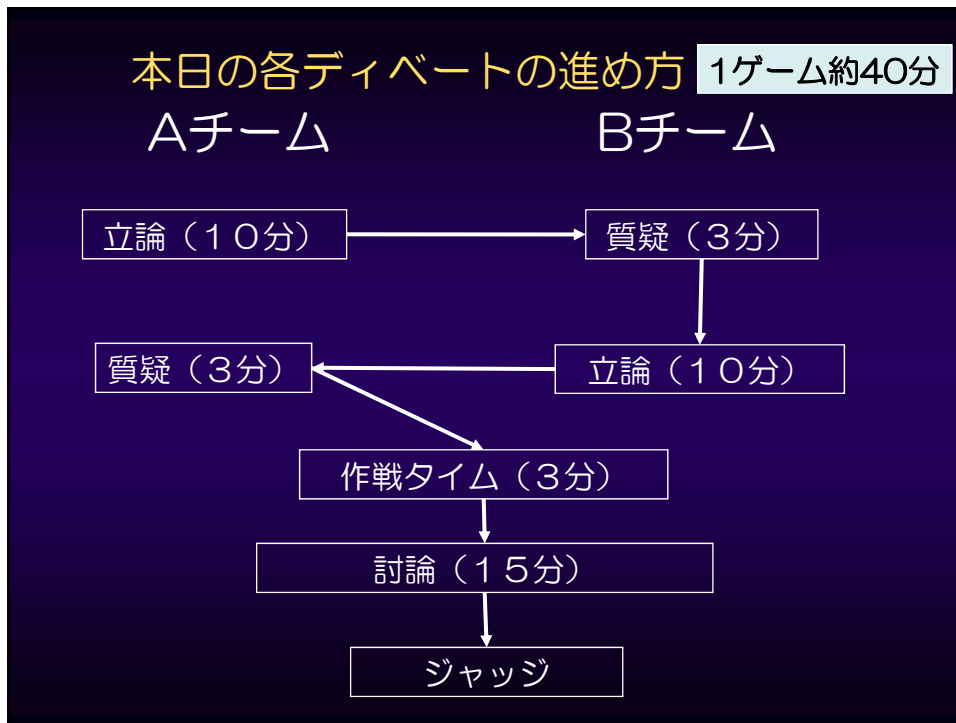 本日の各ディベートの進め方
1ゲーム約40分
Aチーム
Bチーム
立論（１０分）
質疑（３分）
質疑（３分）
立論（１０分）
作戦タイム（３分）
討論（１５分）
ジャッジ